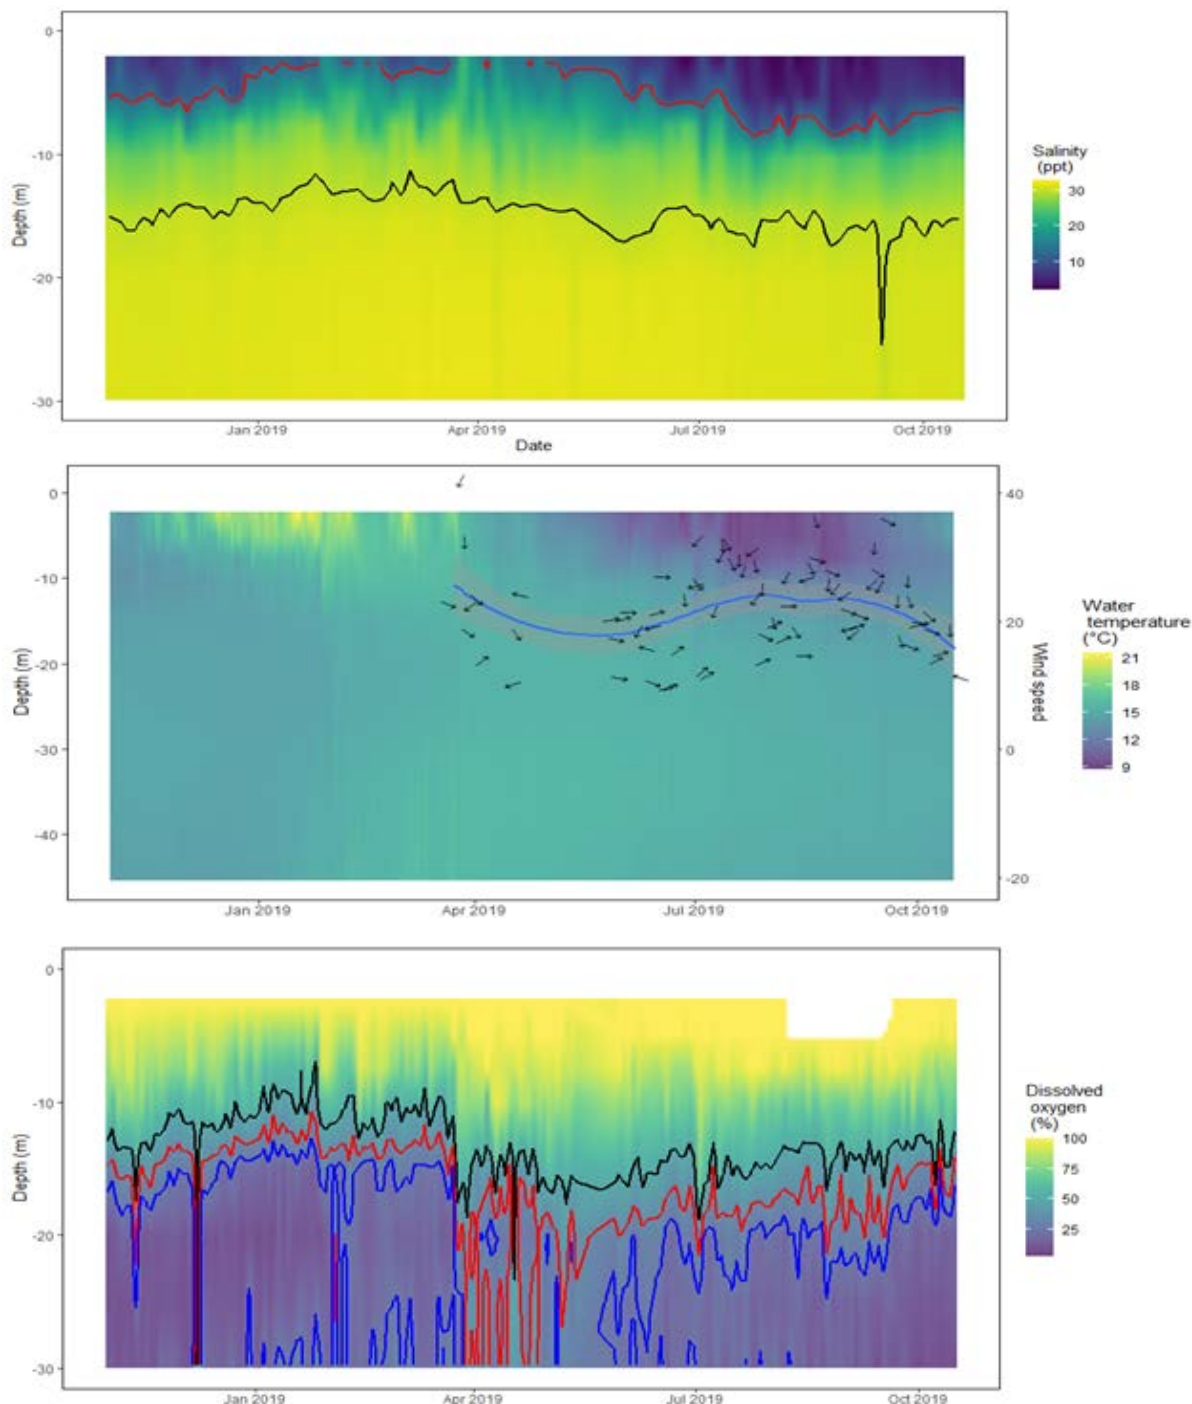 0
-10
-20
-30
Depth (m)
Jan 2019
Apr 2019
Jul 2019
Oct 2019
Date
Salinity
(ppt)
30
20
10
0
-10
-20
-30
-40
Depth (m)
Jan 2019
Apr 2019
Jul 2019
Oct 2019
40
20
0
-20
Wind speed
Water
temperature
(°C)
21
18
15
12
9
0
-10
-20
-30
Depth (m)
Jan 2019
Apr 2019
Jul 2019
Oct 2019
Dissolved
oxygen
(%)
100
75
50
25